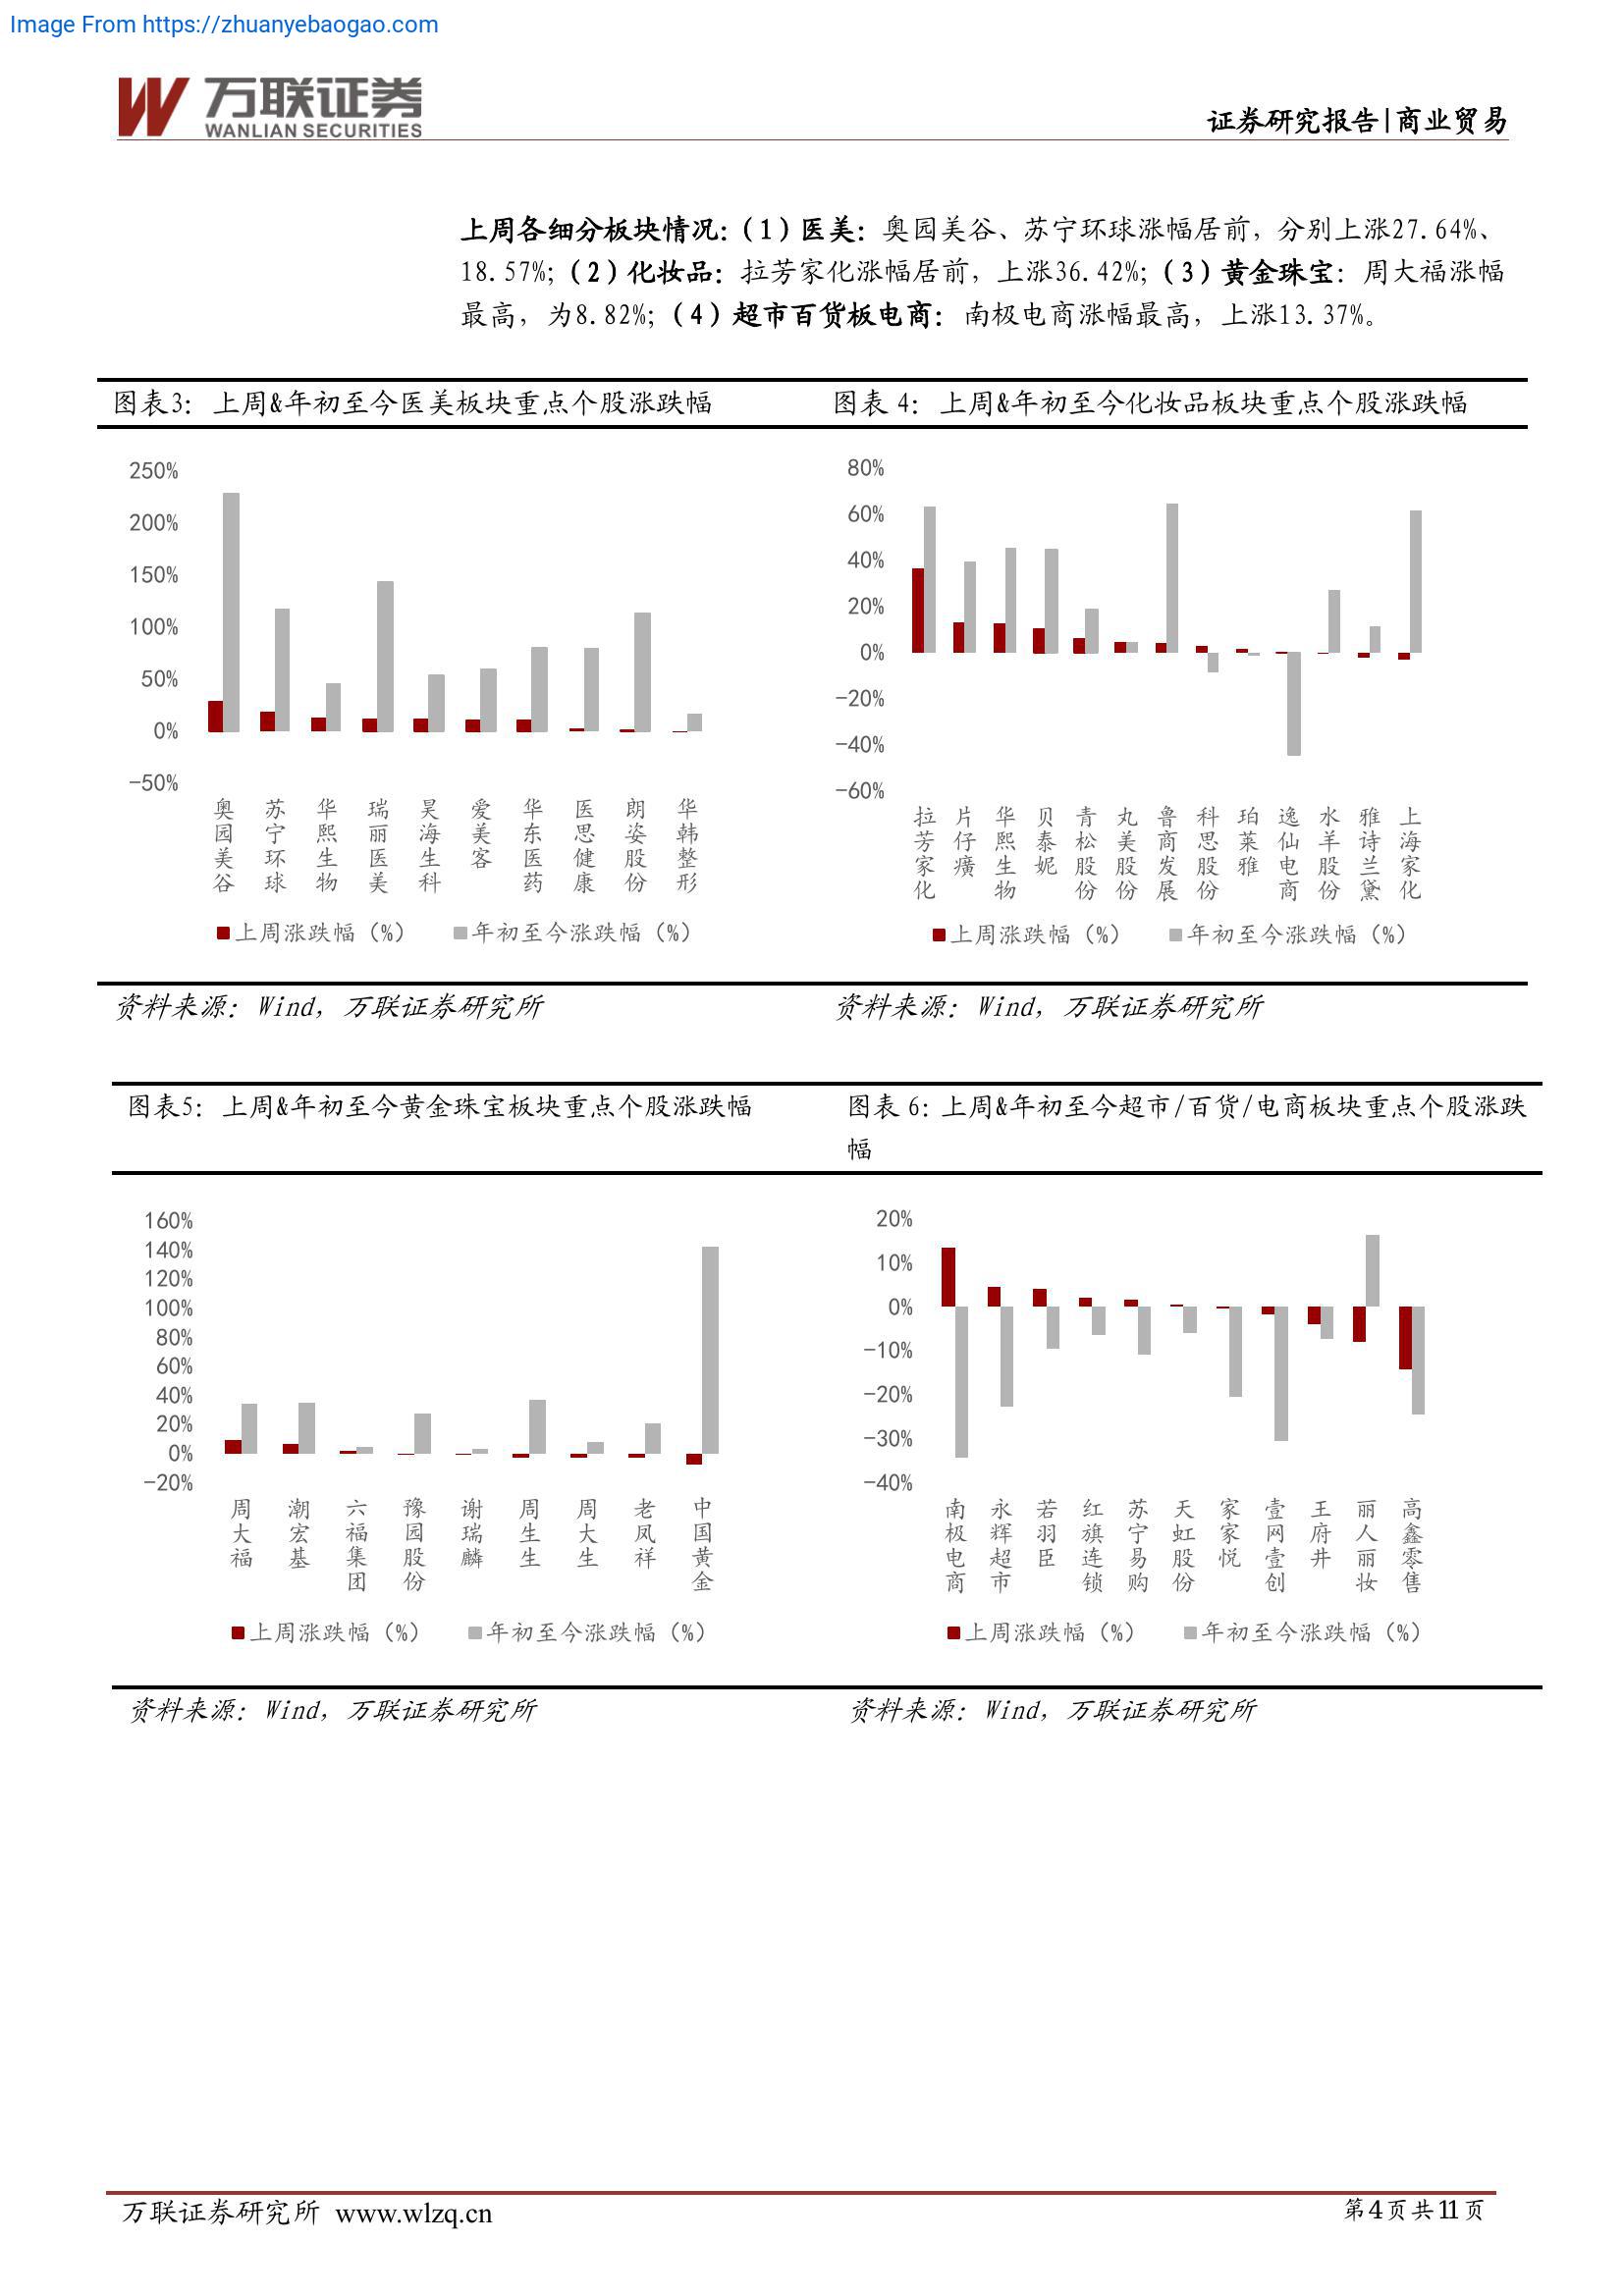 Image From https://zhuanyebaogao.com
万联证券
WANLIAN SECURITIES
证券研究报告|商业贸易
上周各细分板块情况:(1)医美:奥园美谷、苏宁环球涨幅居前,分别上涨27.64%、
18.57%;(2)化妆品:拉芳家化涨幅居前,上涨36.42%;(3)黄金珠宝:周大福涨幅
最高,为8.82%;(4)超市百货板电商:南极电商涨幅最高,上涨13.37%。
图表3:上周&年初至今医美板块重点个股涨跌幅
250%
200%
150%
100%
50%
0%
-50%
奥园美谷
苏宁环球
华熙生物
瑞丽医美
昊海生科
爱美客
华东医药
医思健康
朗姿股份
华韩整形
上周涨跌幅(%)
年初至今涨跌幅(%)
图表 4:上周&年初至今化妆品板块重点个股涨跌幅
80%
60%
40%
20%
0%
-20%
-40%
-60%
拉芳家化
片仔癀
华熙生物
贝泰妮
青松股份
丸美股份
鲁商发展
科思股份
珀莱雅
逸仙电商
水羊股份
雅诗兰黛
上海家化
上周涨跌幅(%)
年初至今涨跌幅(%)
资料来源:Wind,万联证券研究所
资料来源:Wind,万联证券研究所
图表5:上周&年初至今黄金珠宝板块重点个股涨跌幅
160%
140%
120%
100%
80%
60%
40%
20%
0%
-20%
周大福
潮宏基
六福集团
豫园股份
谢瑞麟
周生生
周大生
老凤祥
中国黄金
上周涨跌幅(%)
年初至今涨跌幅(%)
图表 6:上周&年初至今超市/百货/电商板块重点个股涨跌
幅
20%
10%
0%
-10%
-20%
-30%
-40%
南极电商
永辉超市
若羽臣
红旗连锁
苏宁易购
天虹股份
家家悦
壹网壹创
王府井
丽人丽妆
高鑫零售
上周涨跌幅(%)
年初至今涨跌幅(%)
资料来源:Wind,万联证券研究所
资料来源:Wind,万联证券研究所
万联证券研究所 www.wlzq.cn
第4页共11页